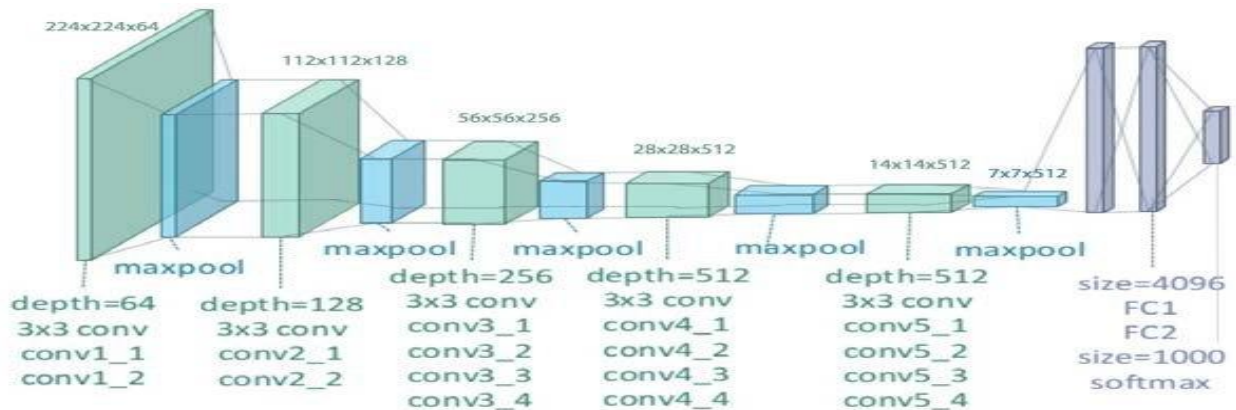 224x224x64
112x112x128
56x56x256
28x28x512
14x14x512
7x7x512
maxpool
maxpool
maxpool
maxpool
maxpool
depth=64
3x3 conv
conv1_1
conv1_2
depth=128
3x3 conv
conv2_1
conv2_2
depth=256
3x3 conv
conv3_1
conv3_2
conv3_3
conv3_4
depth=512
3x3 conv
conv4_1
conv4_2
conv4_3
conv4_4
depth=512
3x3 conv
conv5_1
conv5_2
conv5_3
conv5_4
size=4096
FC1
FC2
size=1000
softmax